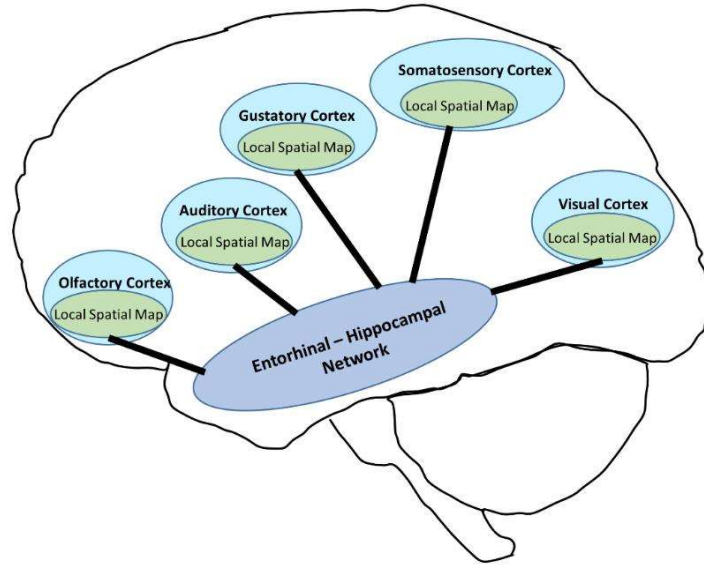 Somatosensory Cortex
Local Spatial Map
Gustatory Cortex
Local Spatial Map
Auditory Cortex
Local Spatial Map
Visual Cortex
Local Spatial Map
Olfactory Cortex
Local Spatial Map
Entorhinal – Hippocampal
Network